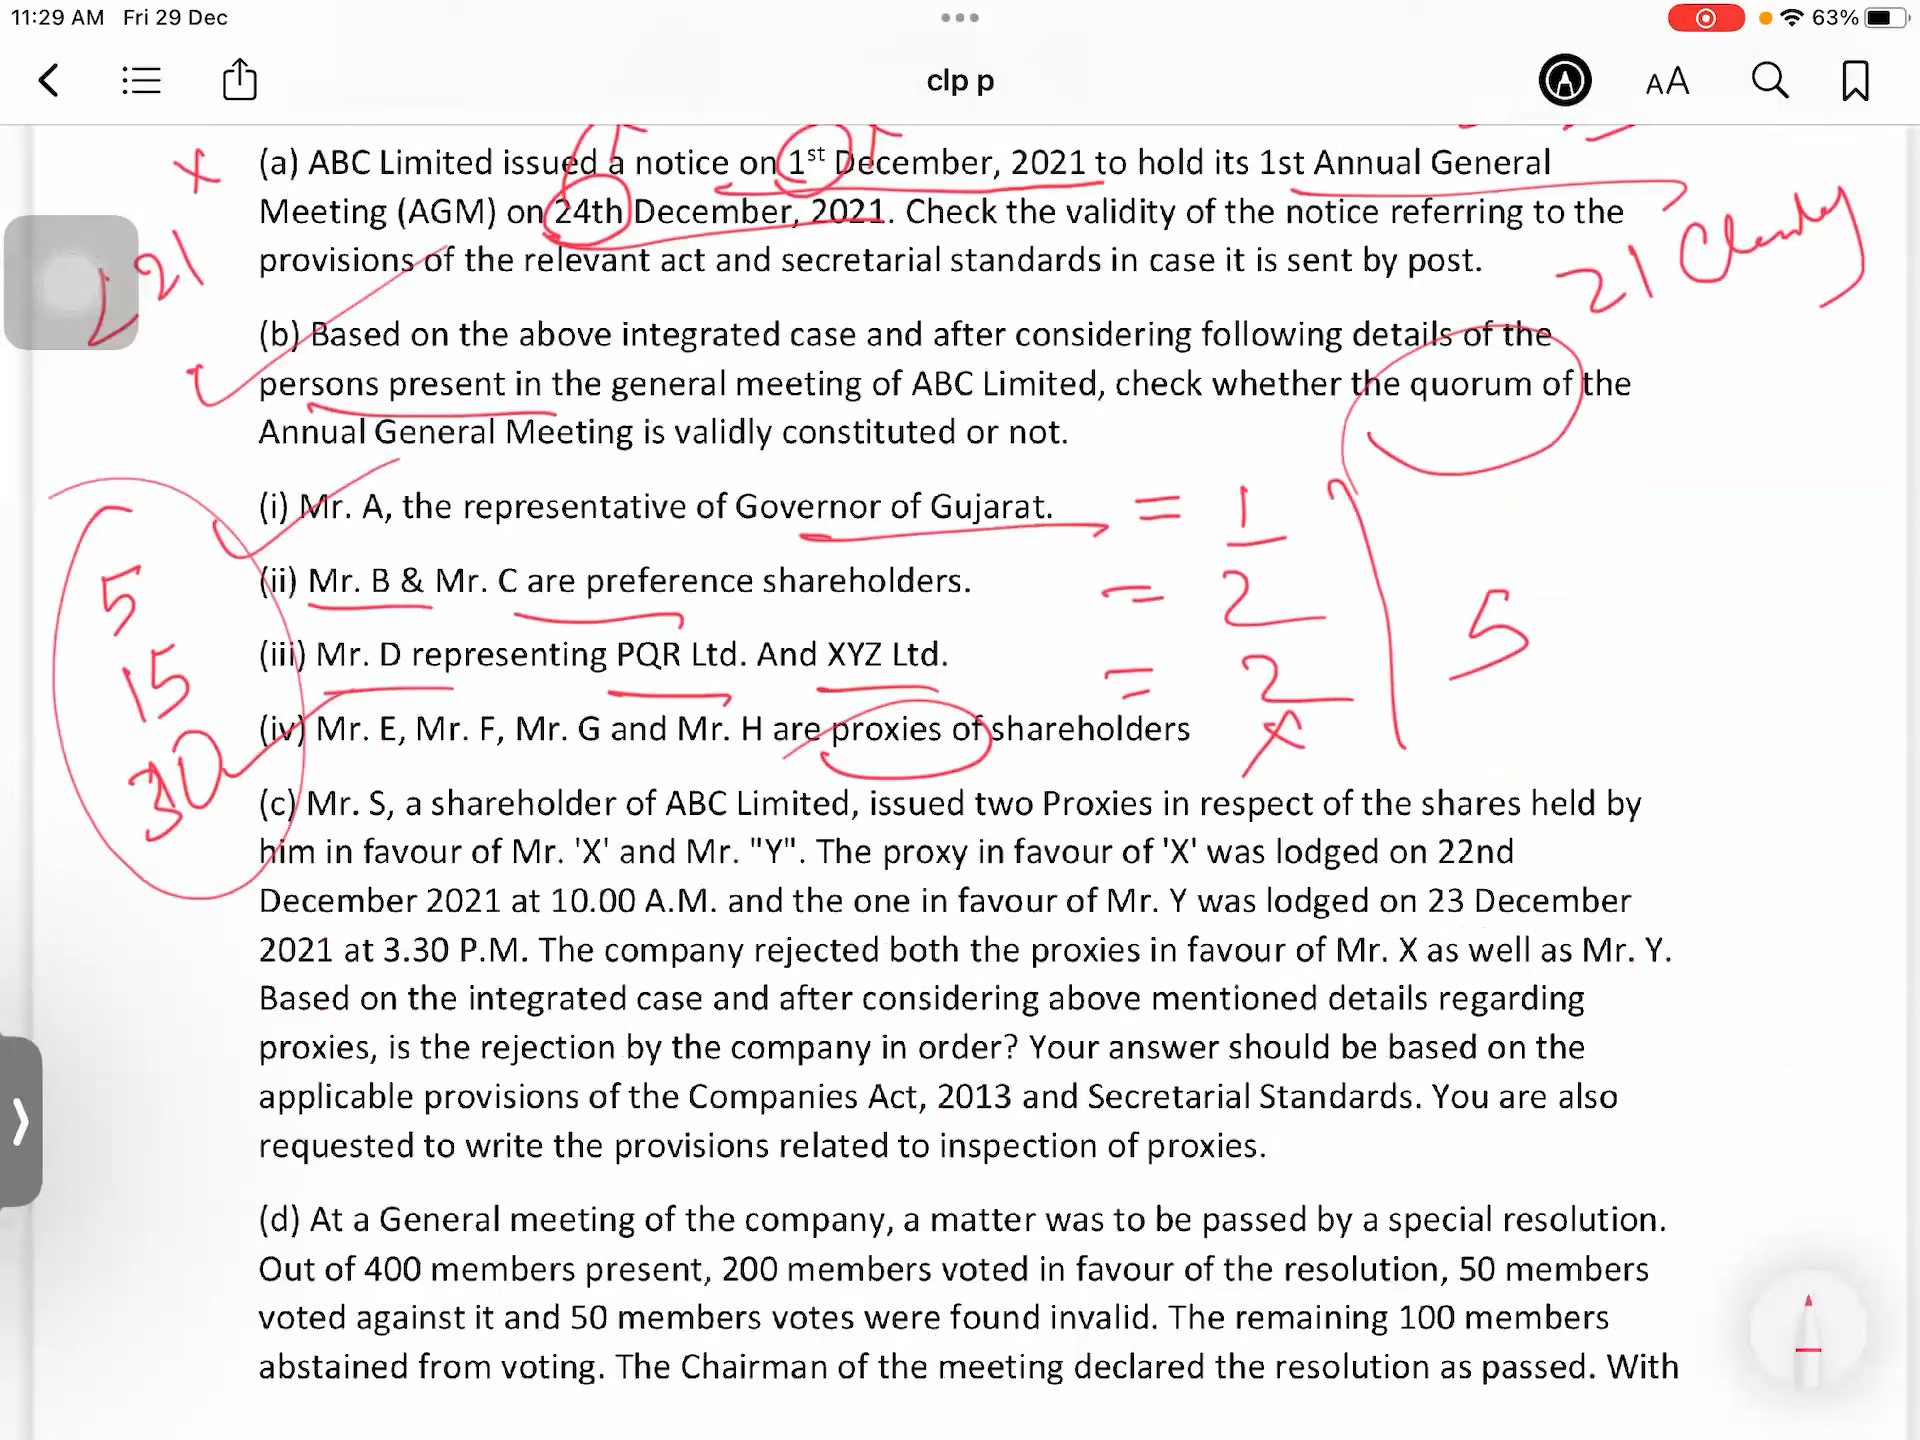 11:29 AM Fri 29 Dec
63%
clp p
(a) ABC Limited issued a notice on 1st December, 2021 to hold its 1st Annual General
Meeting (AGM) on 24th December, 2021. Check the validity of the notice referring to the
provisions of the relevant act and secretarial standards in case it is sent by post.
21
21
(b) Based on the above integrated case and after considering following details of the
persons present in the general meeting of ABC Limited, check whether the quorum of the
Annual General Meeting is validly constituted or not.
(i) Mr. A, the representative of Governor of Gujarat. = 1
(ii) Mr. B & Mr. C are preference shareholders. = 2
5
5
(iii) Mr. D representing PQR Ltd. And XYZ Ltd. = 2
15
(iv) Mr. E, Mr. F, Mr. G and Mr. H are proxies of shareholders x
30
(c) Mr. S, a shareholder of ABC Limited, issued two Proxies in respect of the shares held by
him in favour of Mr. 'X' and Mr. "Y". The proxy in favour of 'X' was lodged on 22nd
December 2021 at 10.00 A.M. and the one in favour of Mr. Y was lodged on 23 December
2021 at 3.30 P.M. The company rejected both the proxies in favour of Mr. X as well as Mr. Y.
Based on the integrated case and after considering above mentioned details regarding
proxies, is the rejection by the company in order? Your answer should be based on the
applicable provisions of the Companies Act, 2013 and Secretarial Standards. You are also
requested to write the provisions related to inspection of proxies.
(d) At a General meeting of the company, a matter was to be passed by a special resolution.
Out of 400 members present, 200 members voted in favour of the resolution, 50 members
voted against it and 50 members votes were found invalid. The remaining 100 members
abstained from voting. The Chairman of the meeting declared the resolution as passed. With